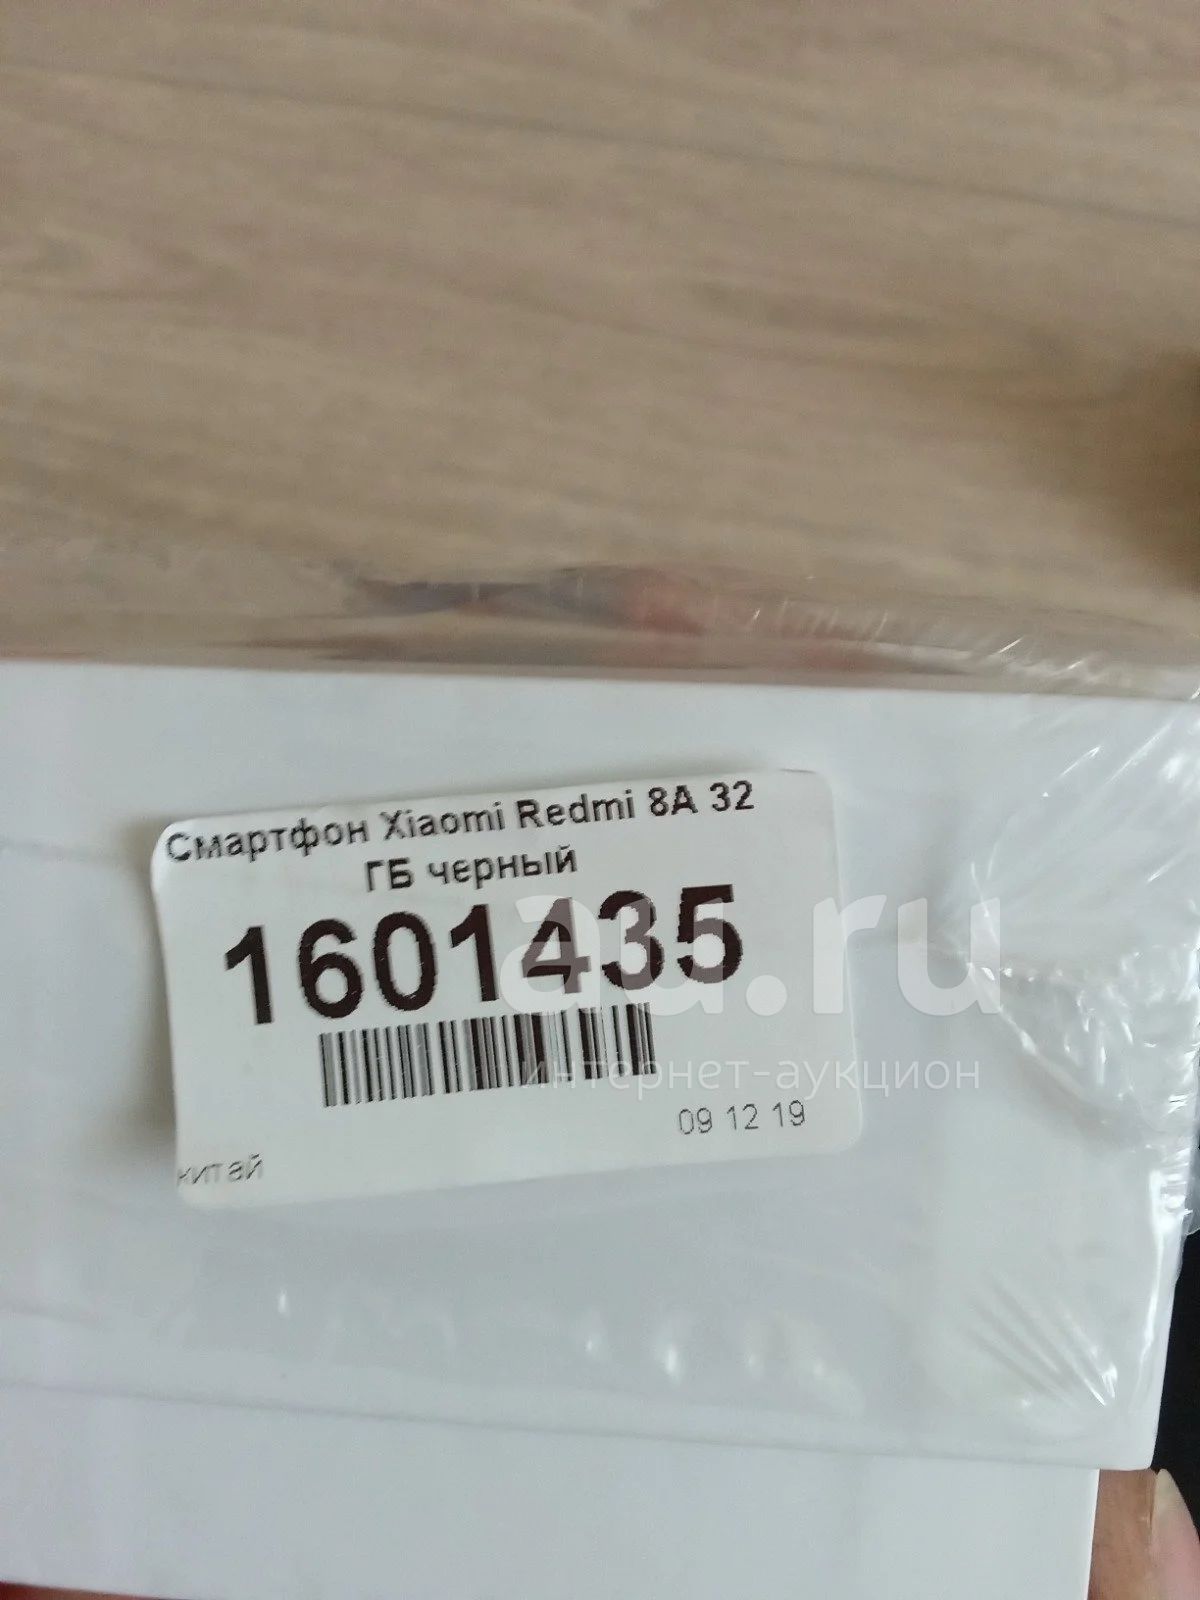 Смартфон Xiaomi Redmi 8A 32
ГБ черный
1601435
au.ru
интернет-аукцион
09 12 19
китай